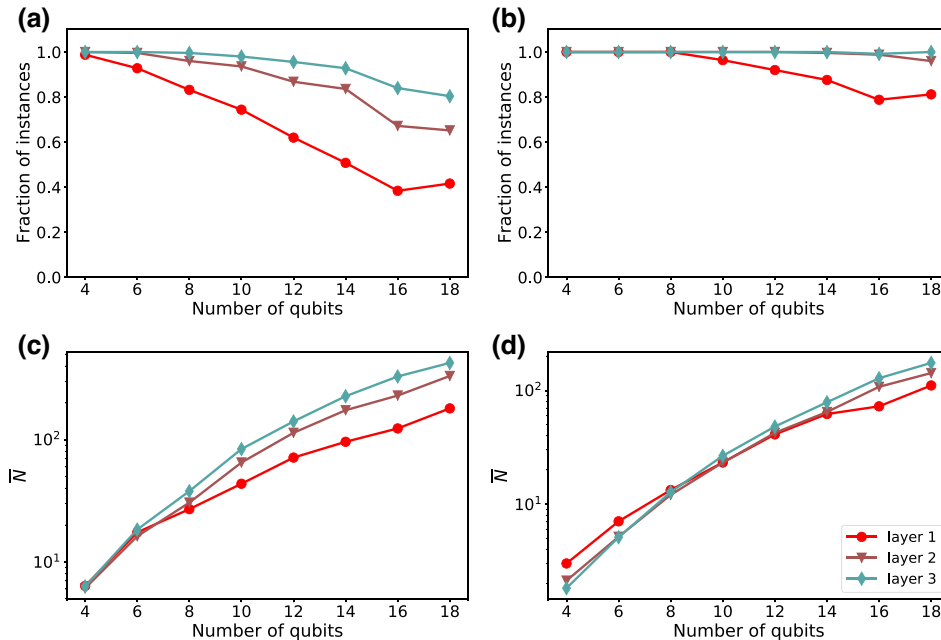 (a)
(b)
Fraction of instances
1.0
0.8
0.6
0.4
0.2
0.0
4 6 8 10 12 14 16 18
Number of qubits
Fraction of instances
1.0
0.8
0.6
0.4
0.2
0.0
4 6 8 10 12 14 16 18
Number of qubits
(c)
(d)
N̅
10²
10¹
4 6 8 10 12 14 16 18
Number of qubits
N̅
10²
10¹
4 6 8 10 12 14 16 18
Number of qubits
layer 1
layer 2
layer 3